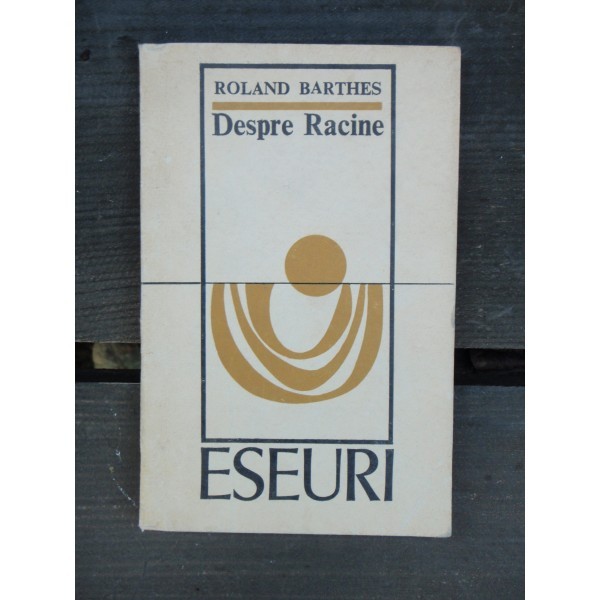 ROLAND BARTHES
Despre Racine
ESEURI